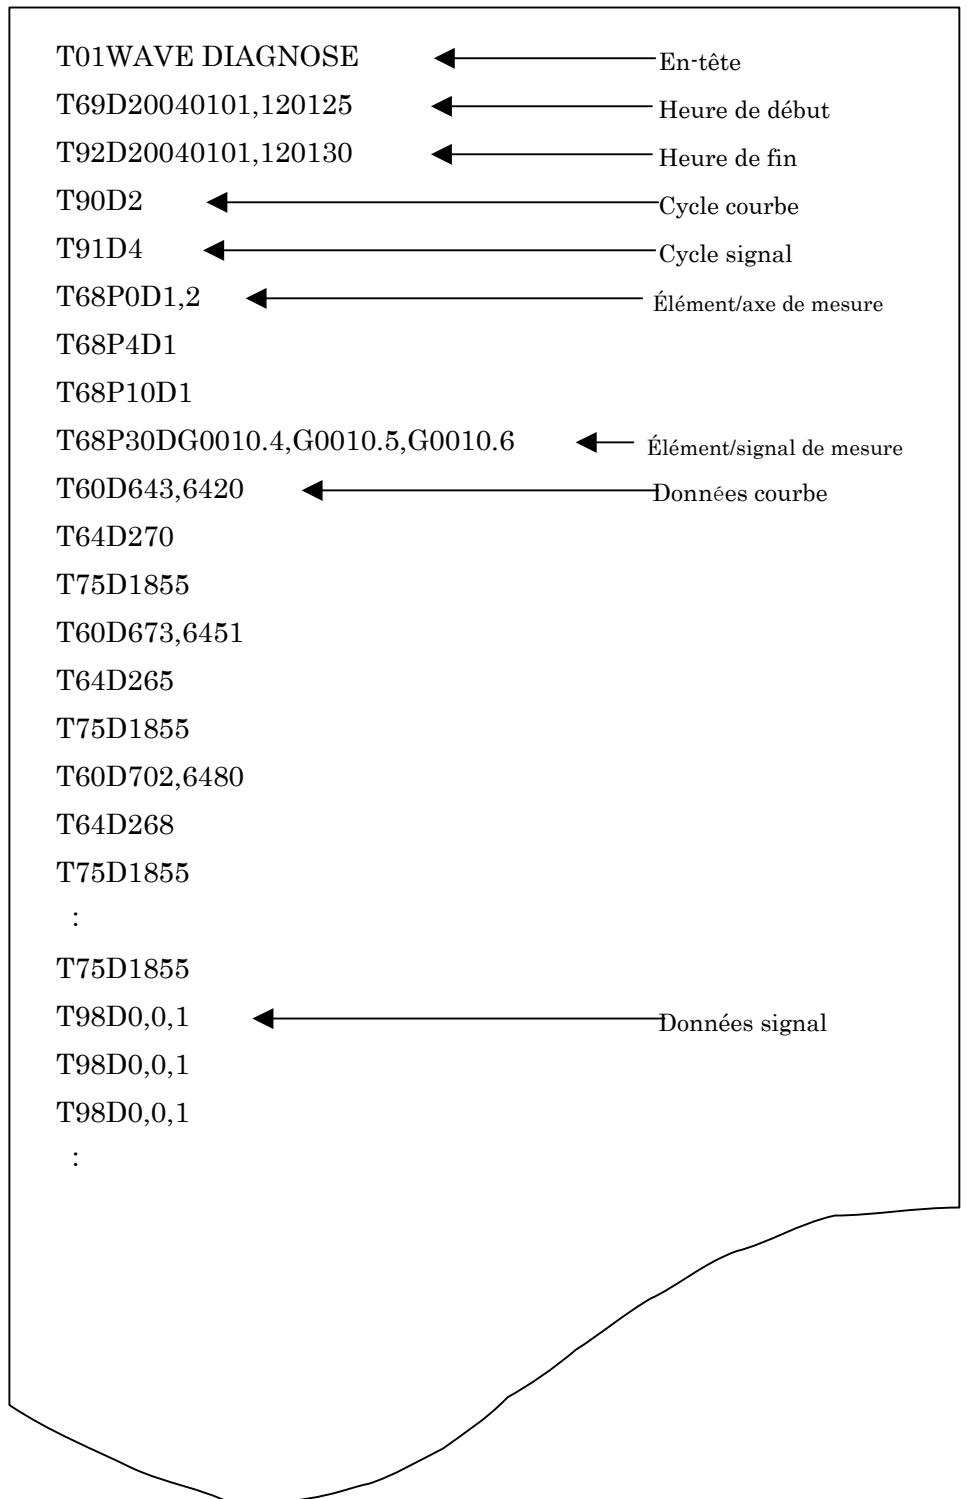 T01WAVE DIAGNOSE En-tête
T69D20040101,120125 Heure de début
T92D20040101,120130 Heure de fin
T90D2 Cycle courbe
T91D4 Cycle signal
T68P0D1,2 Élément/axe de mesure
T68P4D1
T68P10D1
T68P30DG0010.4,G0010.5,G0010.6 Élément/signal de mesure
T60D643,6420 Données courbe
T64D270
T75D1855
T60D673,6451
T64D265
T75D1855
T60D702,6480
T64D268
T75D1855
:
T75D1855
T98D0,0,1 Données signal
T98D0,0,1
T98D0,0,1
: